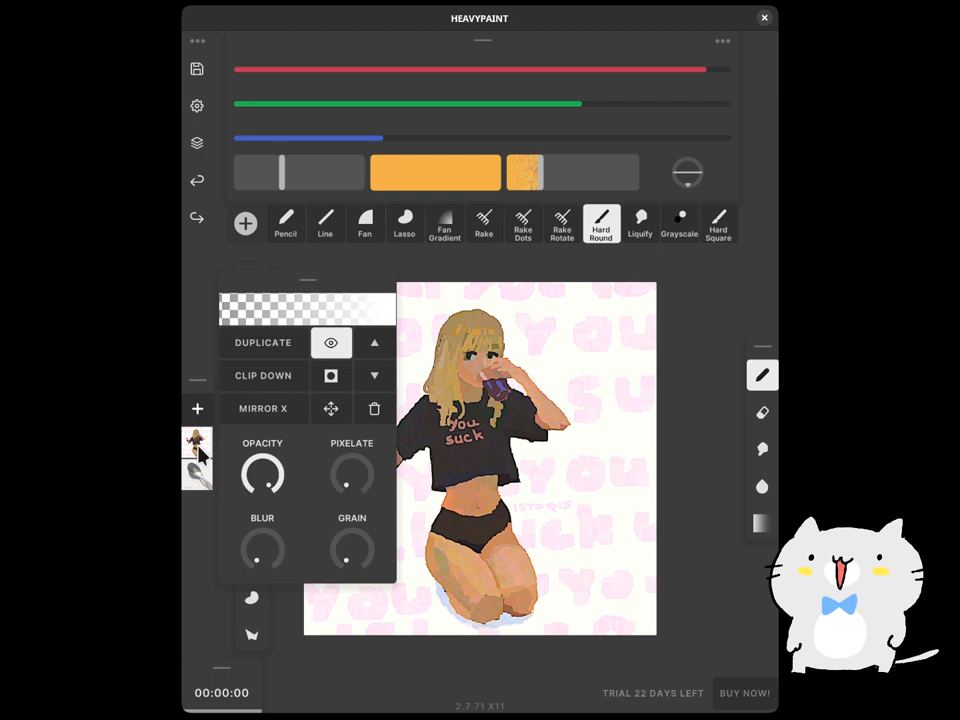 HEAVYPAINT
Pencil
Line
Fan
Lasso
Fan
Gradient
Rake
Rake
Dots
Rake
Rotate
Hard
Round
Liquify
Grayscale
Hard
Square
DUPLICATE
CLIP DOWN
MIRROR X
OPACITY
PIXELATE
BLUR
GRAIN
you
suck
00:00:00
TRIAL 22 DAYS LEFT
BUY NOW!
2.7.71 X11